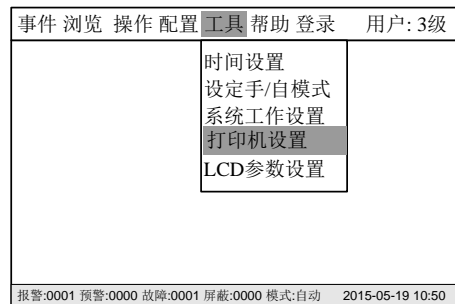 事件 浏览 操作 配置 工具 帮助 登录 用户: 3级
时间设置
设定手/自模式
系统工作设置
打印机设置
LCD参数设置
报警:0001 预警:0000 故障:0001 屏蔽:0000 模式:自动 2015-05-19 10:50